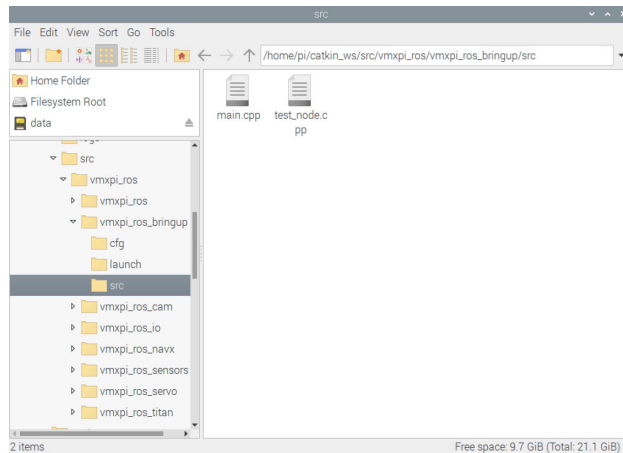 src
File Edit View Sort Go Tools
/home/pi/catkin_ws/src/vmxpi_ros/vmxpi_ros_bringup/src
Home Folder
Filesystem Root
data
src
vmxpi_ros
vmxpi_ros
vmxpi_ros_bringup
cfg
launch
src
vmxpi_ros_cam
vmxpi_ros_io
vmxpi_ros_navx
vmxpi_ros_sensors
vmxpi_ros_servo
vmxpi_ros_titan
main.cpp
test_node.c
pp
2 items
Free space: 9.7 GiB (Total: 21.1 GiB)